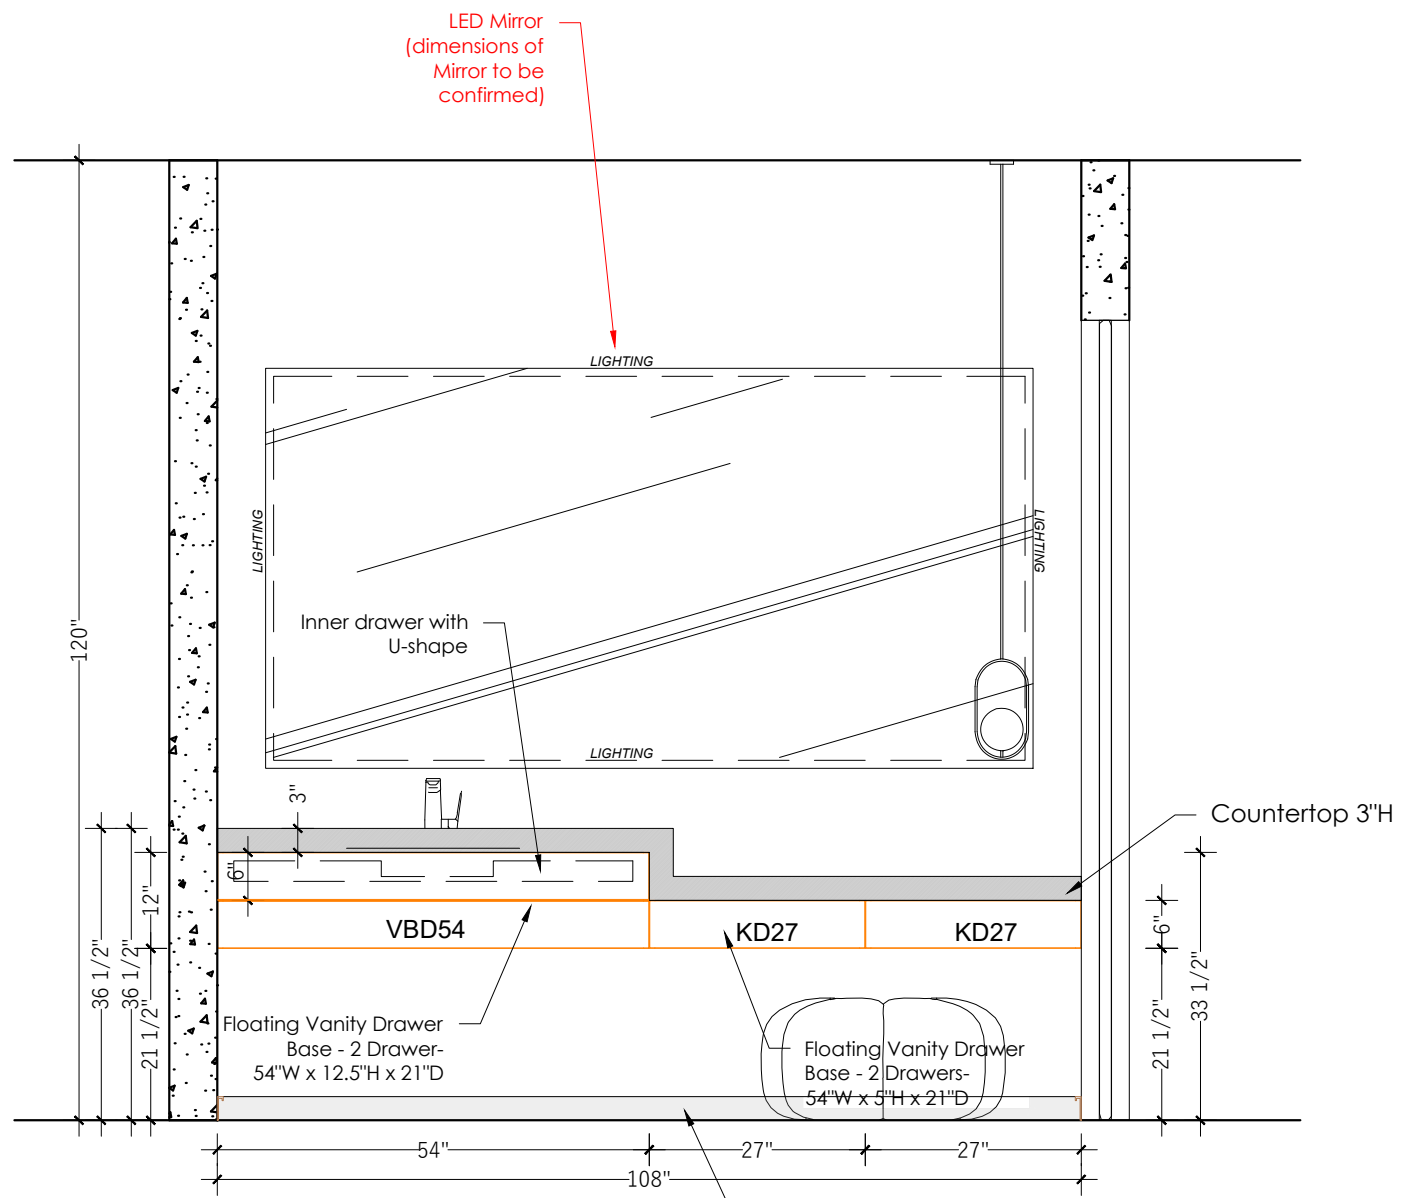 LED Mirror
(dimensions of
Mirror to be
confirmed)
LIGHTING
LIGHTING
LIGHTING
120"
Inner drawer with
U-shape
LIGHTING
3"
Countertop 3"H
6"
12"
VBD54
KD27
KD27
6"
36 1/2"
36 1/2"
21 1/2"
33 1/2"
21 1/2"
Floating Vanity Drawer
Base - 2 Drawer-
54"W x 12.5"H x 21"D
Floating Vanity Drawer
Base - 2 Drawers-
54"W x 5"H x 21"D
54"
27"
27"
108"